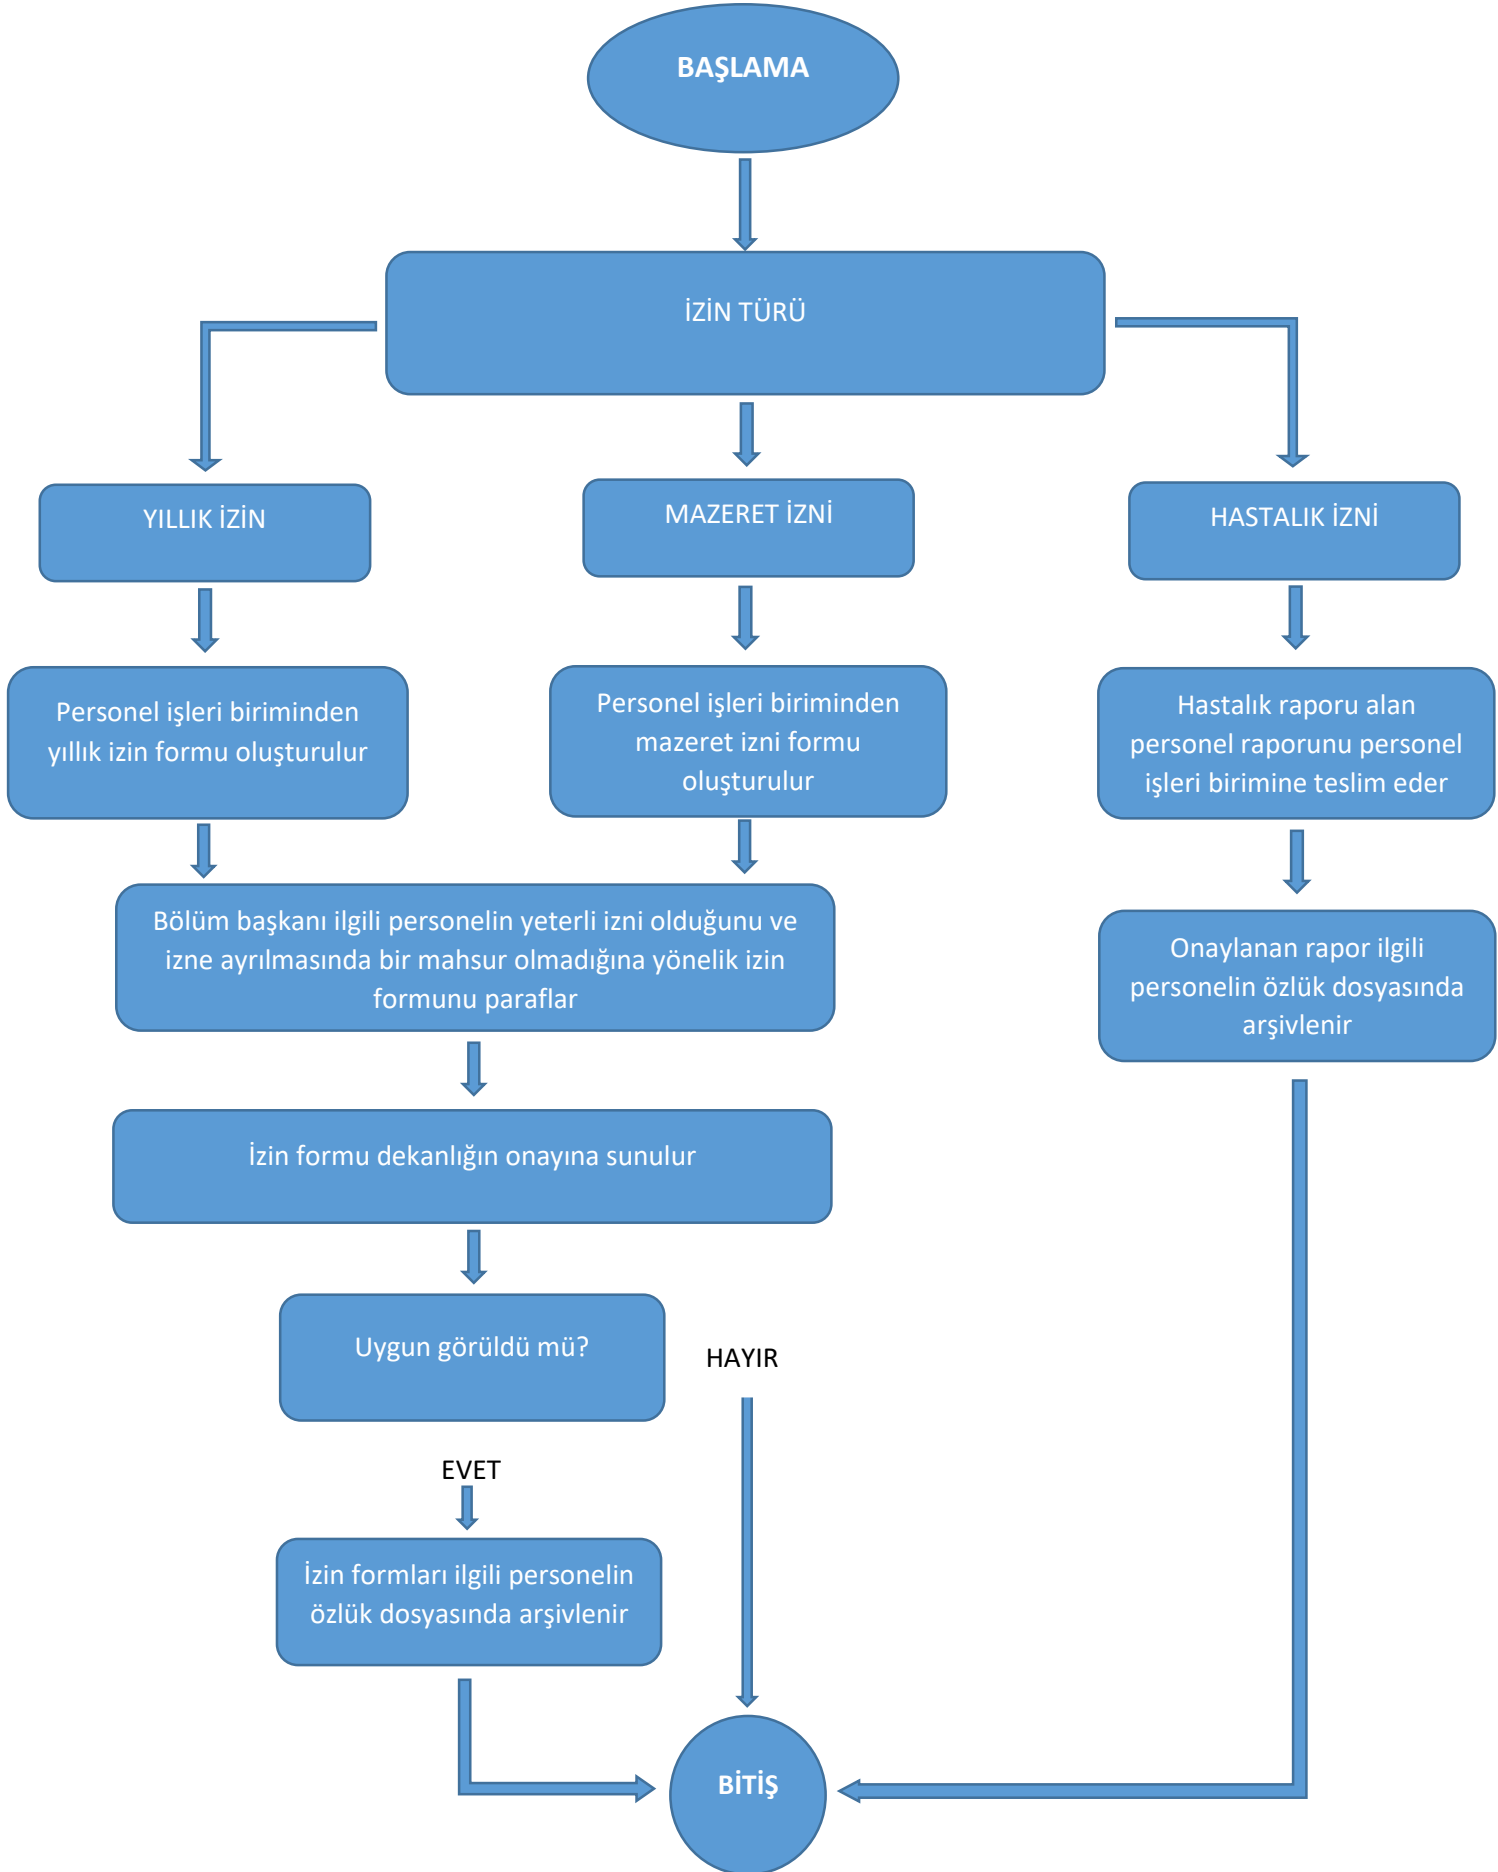 BAŞLAMA
İZİN TÜRÜ
YILLIK İZİN
MAZERET İZNİ
HASTALIK İZNİ
Personel işleri biriminden
yıllık izin formu oluşturulur
Personel işleri biriminden
mazeret izni formu
oluşturulur
Hastalık raporu alan
personel raporunu personel
işleri birimine teslim eder
Bölüm başkanı ilgili personelin yeterli izni olduğunu ve
izne ayrılmasında bir mahsur olmadığına yönelik izin
formunu paraflar
Onaylanan rapor ilgili
personelin özlük dosyasında
arşivlenir
İzin formu dekanlığın onayına sunulur
Uygun görüldü mü?
HAYIR
EVET
İzin formları ilgili personelin
özlük dosyasında arşivlenir
BİTİŞ